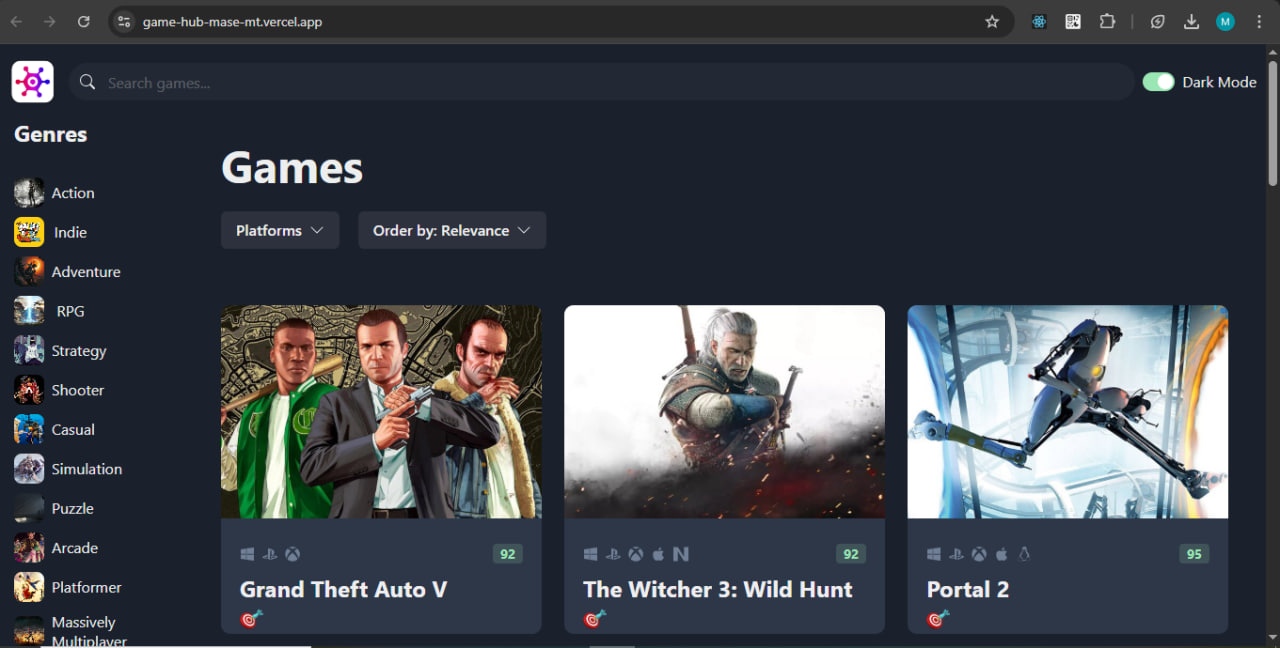 game-hub-mase-mt.vercel.app
M
Search games...
Dark Mode
Genres
Action
Indie
Adventure
RPG
Strategy
Shooter
Casual
Simulation
Puzzle
Arcade
Platformer
Massively
Multiplayer
Games
Platforms
Order by: Relevance
92
Grand Theft Auto V
92
The Witcher 3: Wild Hunt
95
Portal 2